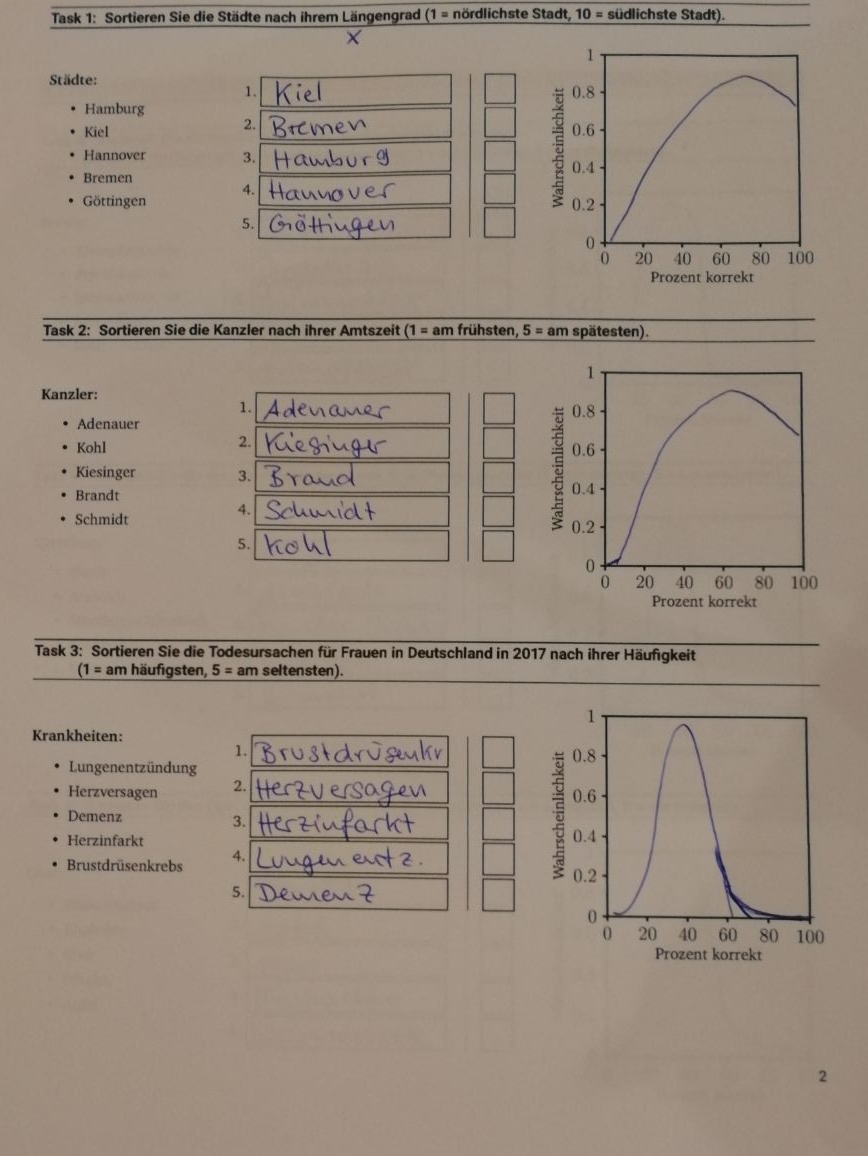 Task 1: Sortieren Sie die Städte nach ihrem Längengrad (1 = nördlichste Stadt, 10 = südlichste Stadt).
x
Städte:
• Hamburg
• Kiel
• Hannover
• Bremen
• Göttingen
1. Kiel
2. Bremen
3. Hamburg
4. Hannover
5. Göttingen
Wahrscheinlichkeit
1
0.8
0.6
0.4
0.2
0
0 20 40 60 80 100
Prozent korrekt
Task 2: Sortieren Sie die Kanzler nach ihrer Amtszeit (1 = am frühsten, 5 = am spätesten).
Kanzler:
• Adenauer
• Kohl
• Kiesinger
• Brandt
• Schmidt
1. Adenauer
2. Kiesinger
3. Brand
4. Schmidt
5. Kohl
Wahrscheinlichkeit
1
0.8
0.6
0.4
0.2
0
0 20 40 60 80 100
Prozent korrekt
Task 3: Sortieren Sie die Todesursachen für Frauen in Deutschland in 2017 nach ihrer Häufigkeit
(1 = am häufigsten, 5 = am seltensten).
Krankheiten:
• Lungenentzündung
• Herzversagen
• Demenz
• Herzinfarkt
• Brustdrüsenkrebs
1. Brustdrüsenkr
2. Herzversagen
3. Herzinfarkt
4. Lungenentz.
5. Demenz
Wahrscheinlichkeit
1
0.8
0.6
0.4
0.2
0
0 20 40 60 80 100
Prozent korrekt
2